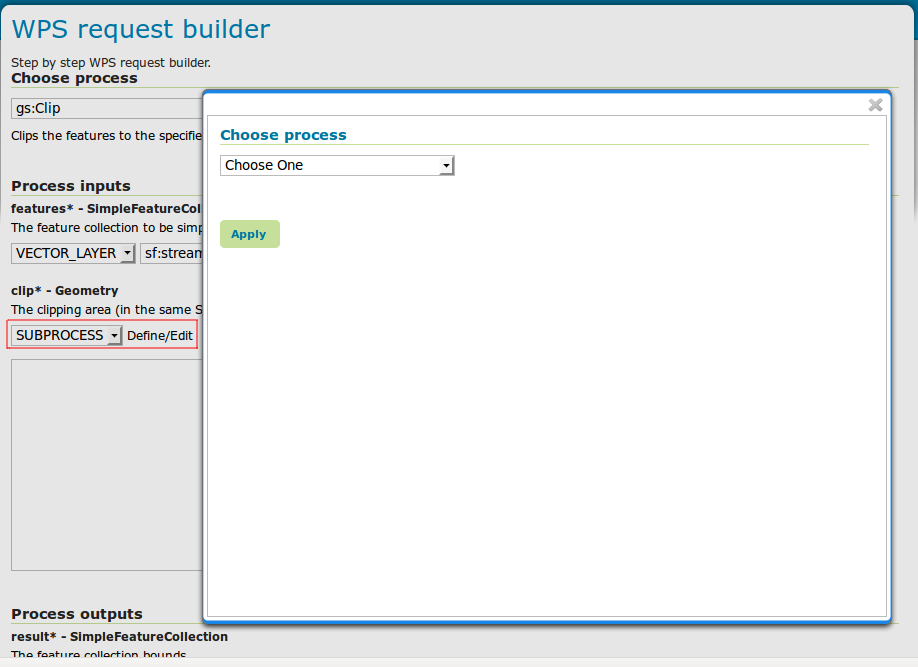 WPS request builder
Step by step WPS request builder.
Choose process
gs:Clip
Clips the features to the specifie
Process inputs
features* - SimpleFeatureCol
The feature collection to be simp
VECTOR_LAYER sf:stream
clip* - Geometry
The clipping area (in the same S
SUBPROCESS Define/Edit
Process outputs
result* - SimpleFeatureCollection
The feature collection bounds
Choose process
Choose One
Apply